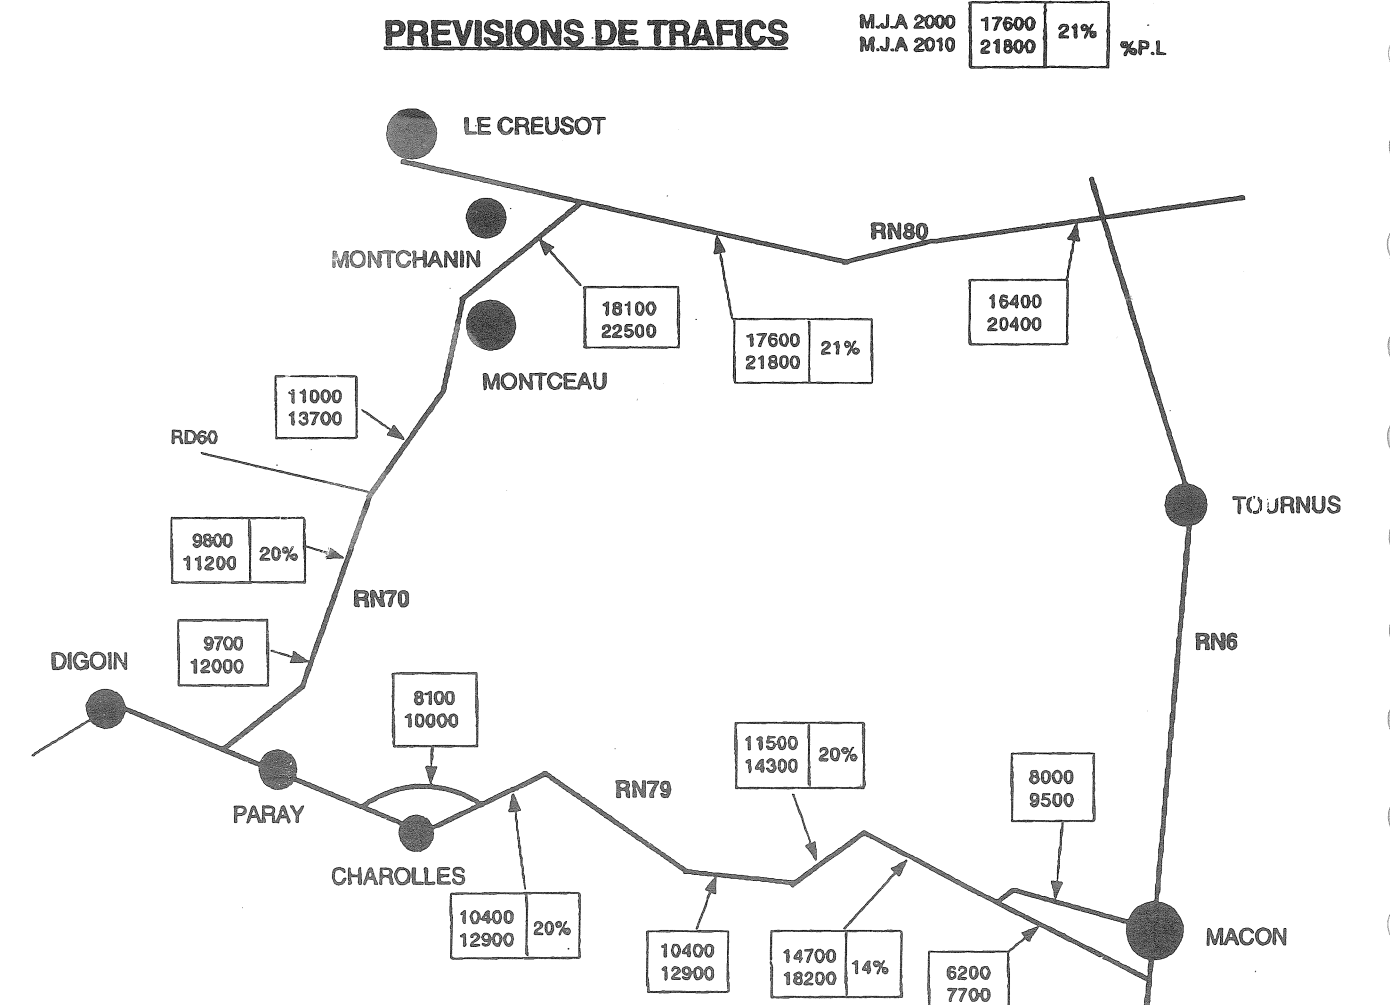 PREVISIONS DE TRAFICS
M.J.A 2000
M.J.A 2010
17600
21800
21%
%P.L
LE CREUSOT
MONTCHANIN
RN80
18100
22500
17600
21800
21%
16400
20400
MONTCEAU
11000
13700
RD60
TOURNUS
9800
11200
20%
RN70
9700
12000
RN6
DIGOIN
8100
10000
PARAY
CHAROLLES
RN79
11500
14300
20%
8000
9500
10400
12900
20%
10400
12900
14700
18200
14%
6200
7700
MACON